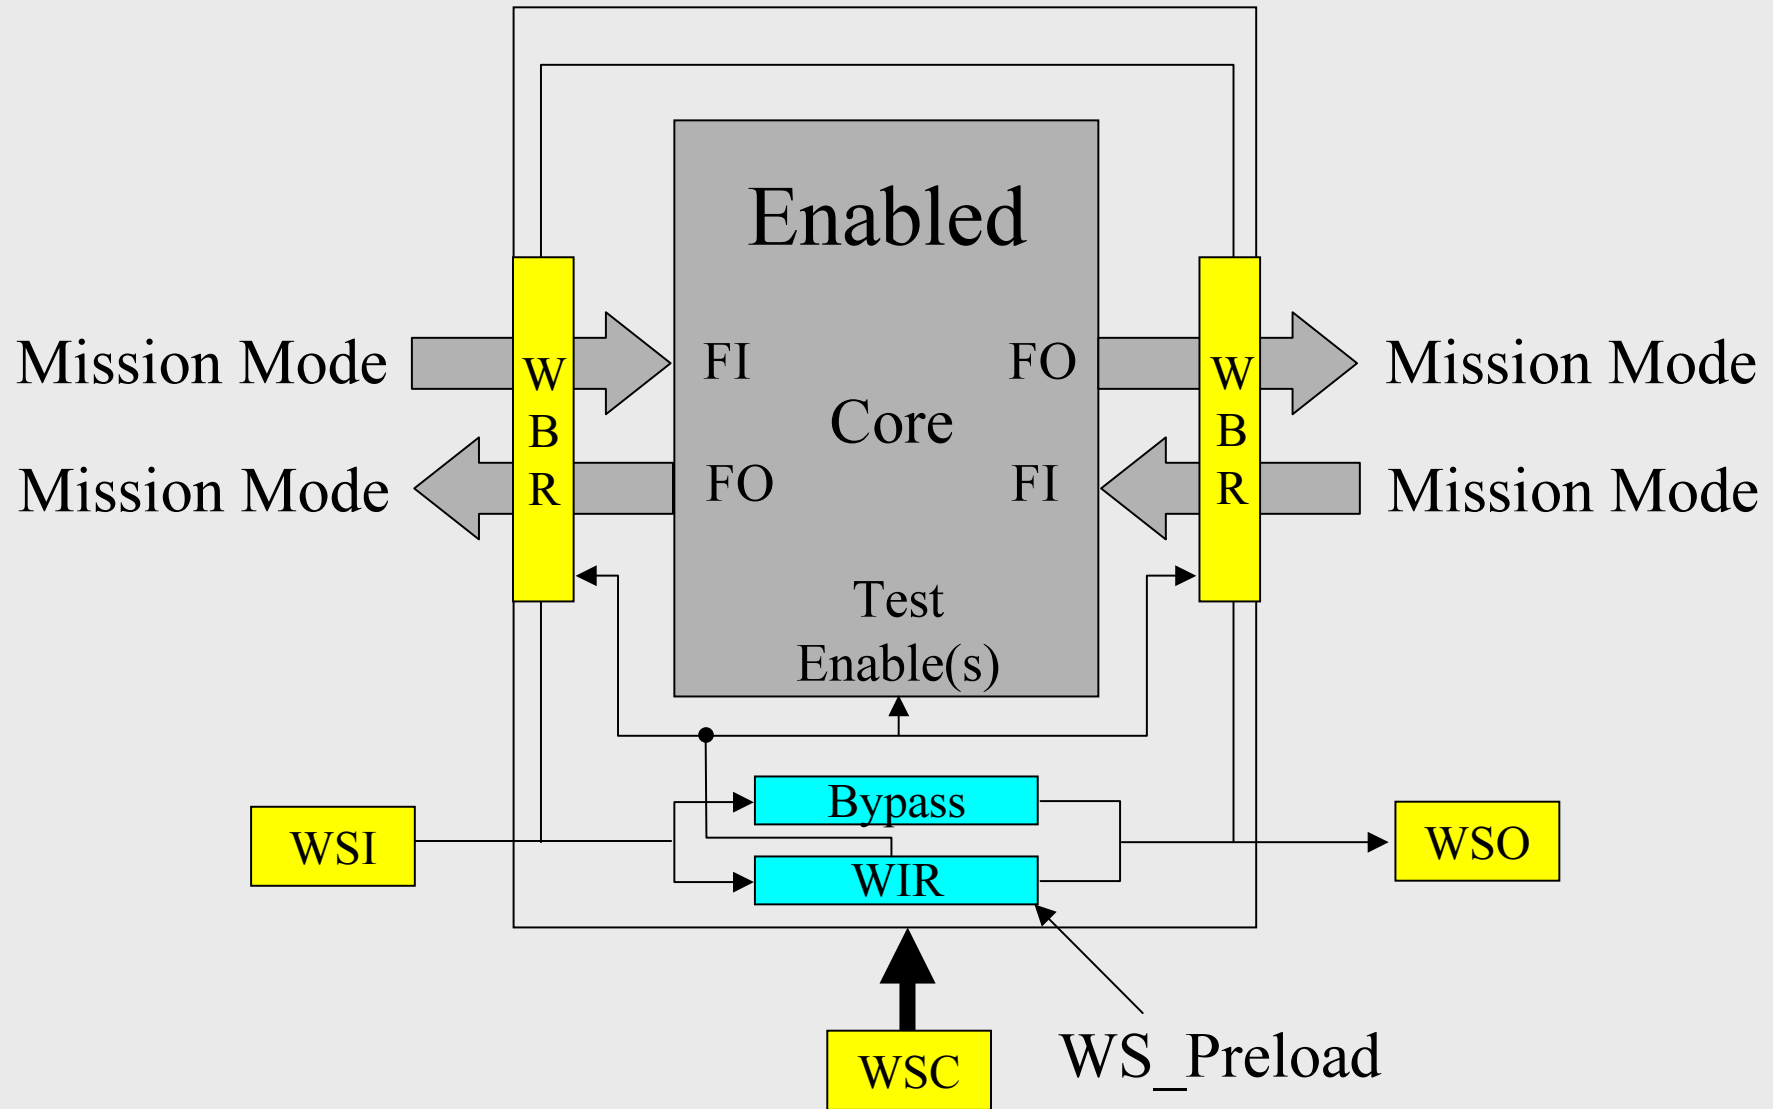 Enabled
Mission Mode
W
B
R
FI
FO
W
B
R
Mission Mode
Core
Mission Mode
FO
FI
Mission Mode
Test
Enable(s)
Bypass
WSI
WSO
WIR
WSC
WS_Preload